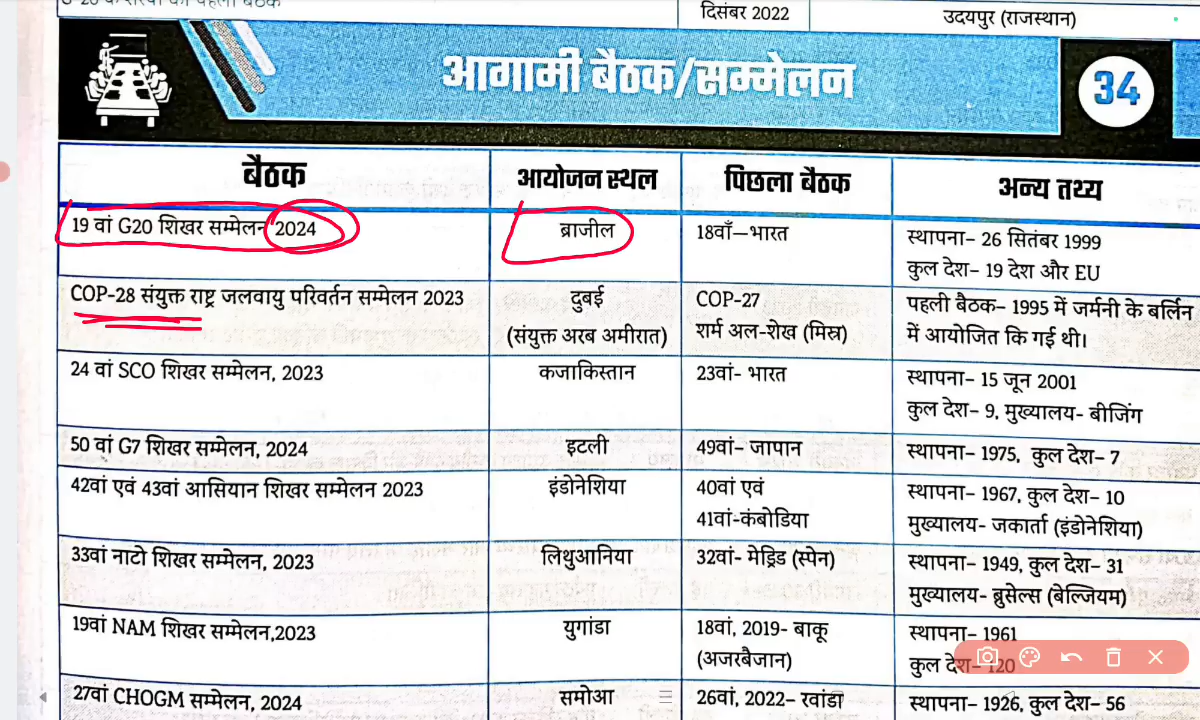 दिसंबर 2022
उदयपुर (राजस्थान)
आगामी बैठक/सम्मेलन
34
बैठक
आयोजन स्थल
पिछला बैठक
अन्य तथ्य
19 वां G20 शिखर सम्मेलन 2024
ब्राजील
18वाँ—भारत
स्थापना– 26 सितंबर 1999
कुल देश– 19 देश और EU
COP-28 संयुक्त राष्ट्र जलवायु परिवर्तन सम्मेलन 2023
दुबई
(संयुक्त अरब अमीरात)
COP-27
शर्म अल-शेख (मिस्र)
पहली बैठक– 1995 में जर्मनी के बर्लिन
में आयोजित कि गई थी।
24 वां SCO शिखर सम्मेलन, 2023
कजाकिस्तान
23वां- भारत
स्थापना– 15 जून 2001
कुल देश– 9, मुख्यालय- बीजिंग
50 वां G7 शिखर सम्मेलन, 2024
इटली
49वां– जापान
स्थापना– 1975, कुल देश– 7
42वां एवं 43वां आसियान शिखर सम्मेलन 2023
इंडोनेशिया
40वां एवं
41वां-कंबोडिया
स्थापना– 1967, कुल देश– 10
मुख्यालय- जकार्ता (इंडोनेशिया)
33वां नाटो शिखर सम्मेलन, 2023
लिथुआनिया
32वां- मेड्रिड (स्पेन)
स्थापना– 1949, कुल देश– 31
मुख्यालय- ब्रुसेल्स (बेल्जियम)
19वां NAM शिखर सम्मेलन,2023
युगांडा
18वां, 2019- बाकू
(अजरबैजान)
स्थापना– 1961
कुल देश– 120
27वां CHOGM सम्मेलन, 2024
समोआ
26वां, 2022– रवांडा
स्थापना– 1926, कुल देश– 56